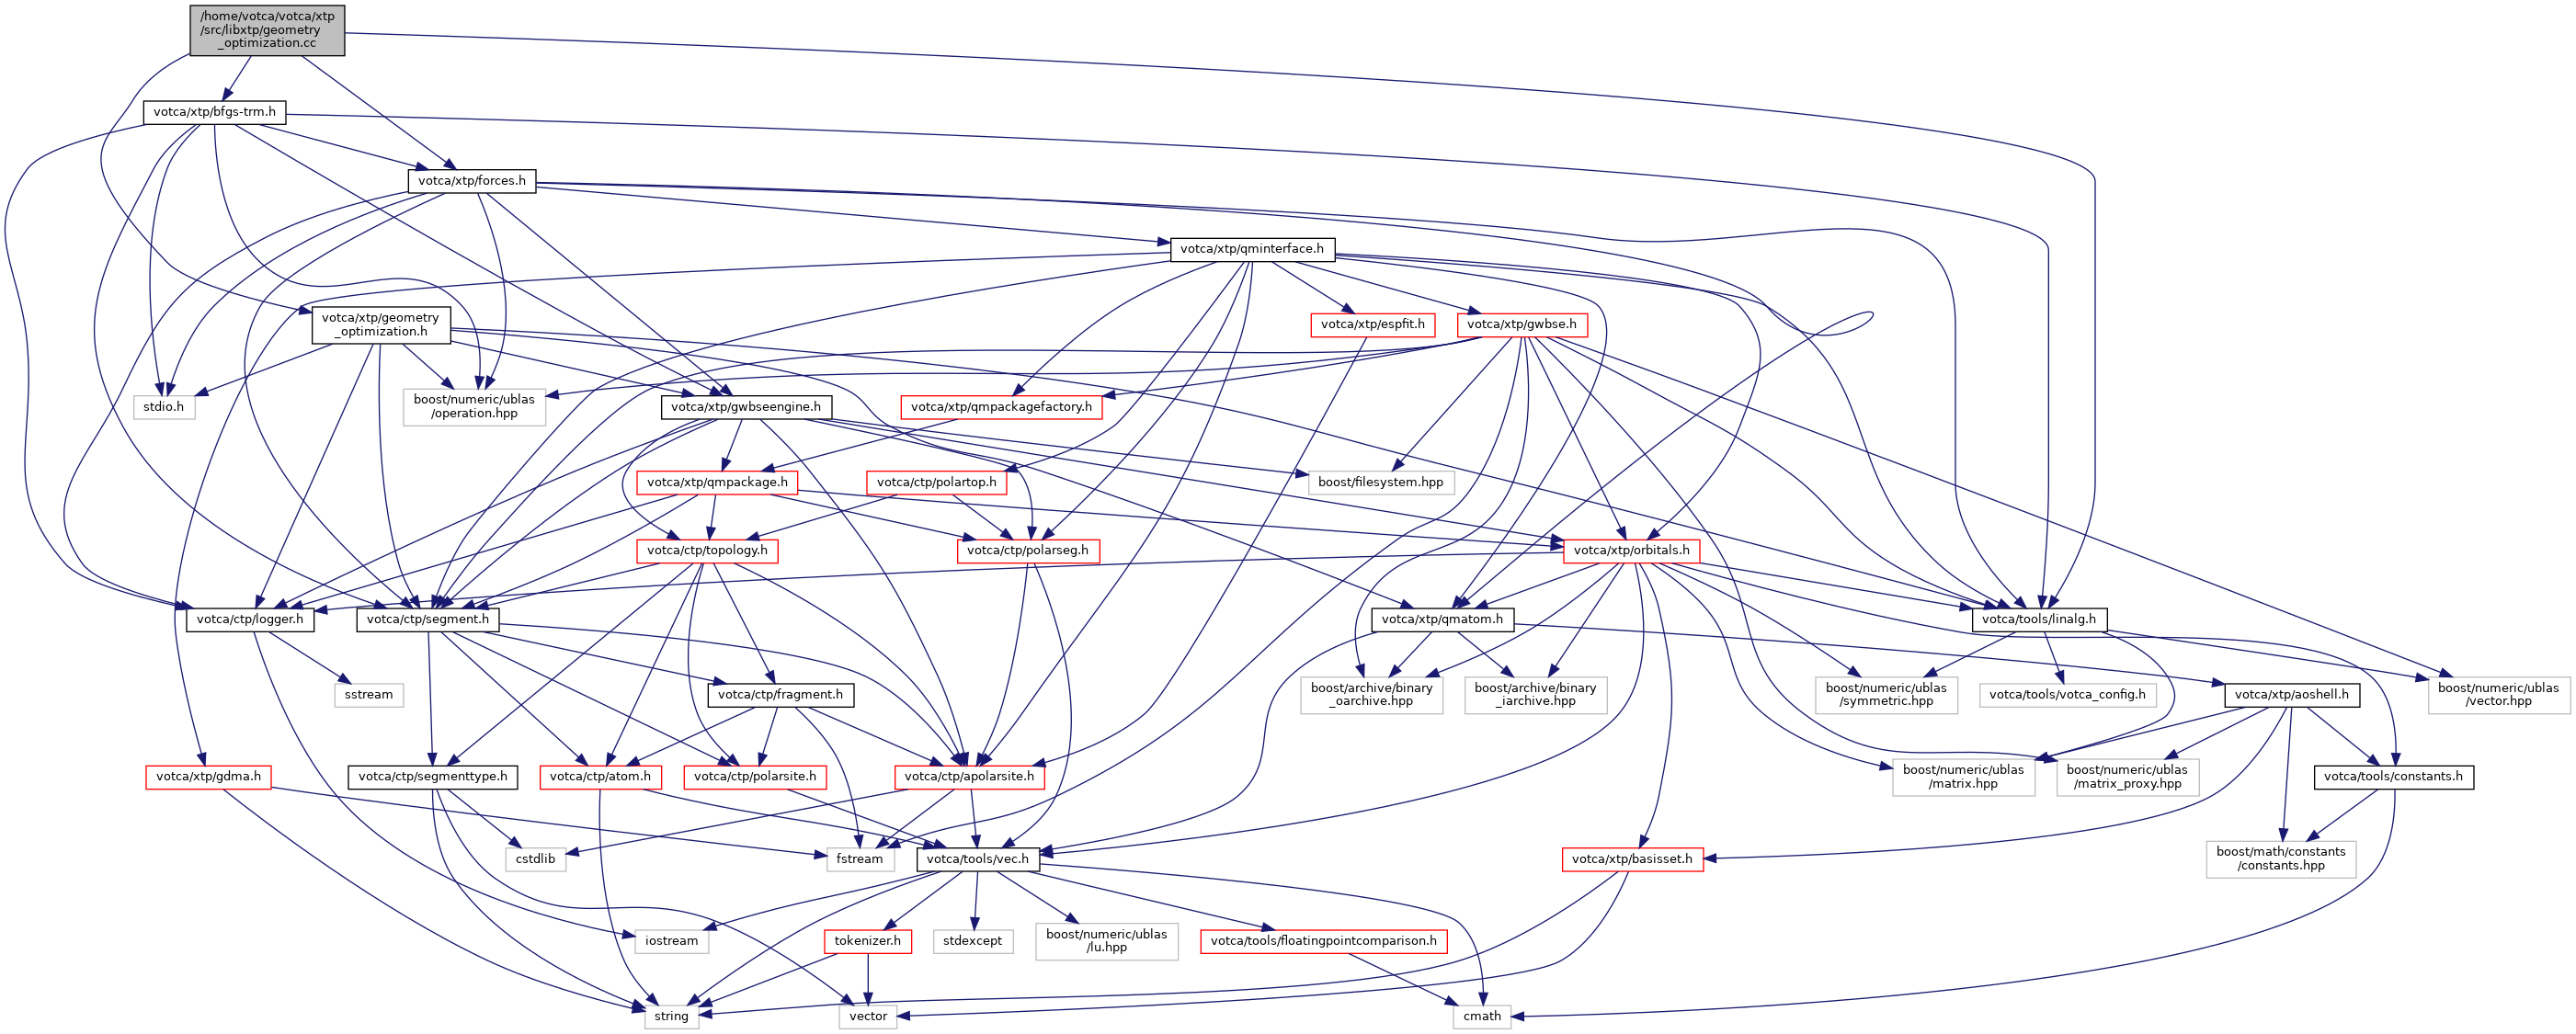 /home/votca/votca/xtp
/src/libxtp/geometry
_optimization.cc
votca/xtp/bfgs-trm.h
votca/xtp/forces.h
votca/xtp/qminterface.h
votca/xtp/geometry
_optimization.h
votca/xtp/espfit.h
votca/xtp/gwbse.h
stdio.h
boost/numeric/ublas
/operation.hpp
votca/xtp/gwbseengine.h
votca/xtp/qmpackagefactory.h
votca/xtp/qmpackage.h
votca/ctp/polartop.h
boost/filesystem.hpp
votca/ctp/topology.h
votca/ctp/polarseg.h
votca/xtp/orbitals.h
votca/ctp/logger.h
votca/ctp/segment.h
votca/xtp/qmatom.h
votca/tools/linalg.h
sstream
votca/ctp/fragment.h
boost/archive/binary
_oarchive.hpp
boost/archive/binary
_iarchive.hpp
boost/numeric/ublas
/symmetric.hpp
votca/tools/votca_config.h
votca/xtp/aoshell.h
boost/numeric/ublas
/vector.hpp
votca/xtp/gdma.h
votca/ctp/segmenttype.h
votca/ctp/atom.h
votca/ctp/polarsite.h
votca/ctp/apolarsite.h
boost/numeric/ublas
/matrix.hpp
boost/numeric/ublas
/matrix_proxy.hpp
votca/tools/constants.h
cstdlib
fstream
votca/tools/vec.h
votca/xtp/basisset.h
boost/math/constants
/constants.hpp
iostream
tokenizer.h
stdexcept
boost/numeric/ublas
/lu.hpp
votca/tools/floatingpointcomparison.h
string
vector
cmath